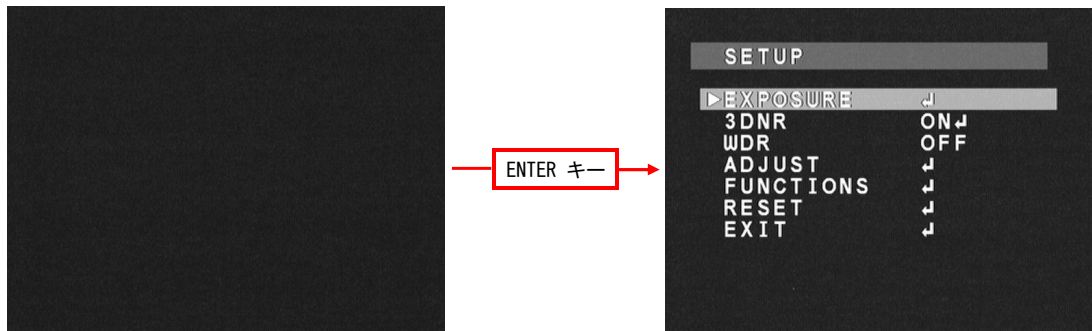 ENTER キー
SETUP
▷EXPOSURE ↲
3DNR ON↲
WDR OFF
ADJUST ↲
FUNCTIONS ↲
RESET ↲
EXIT ↲